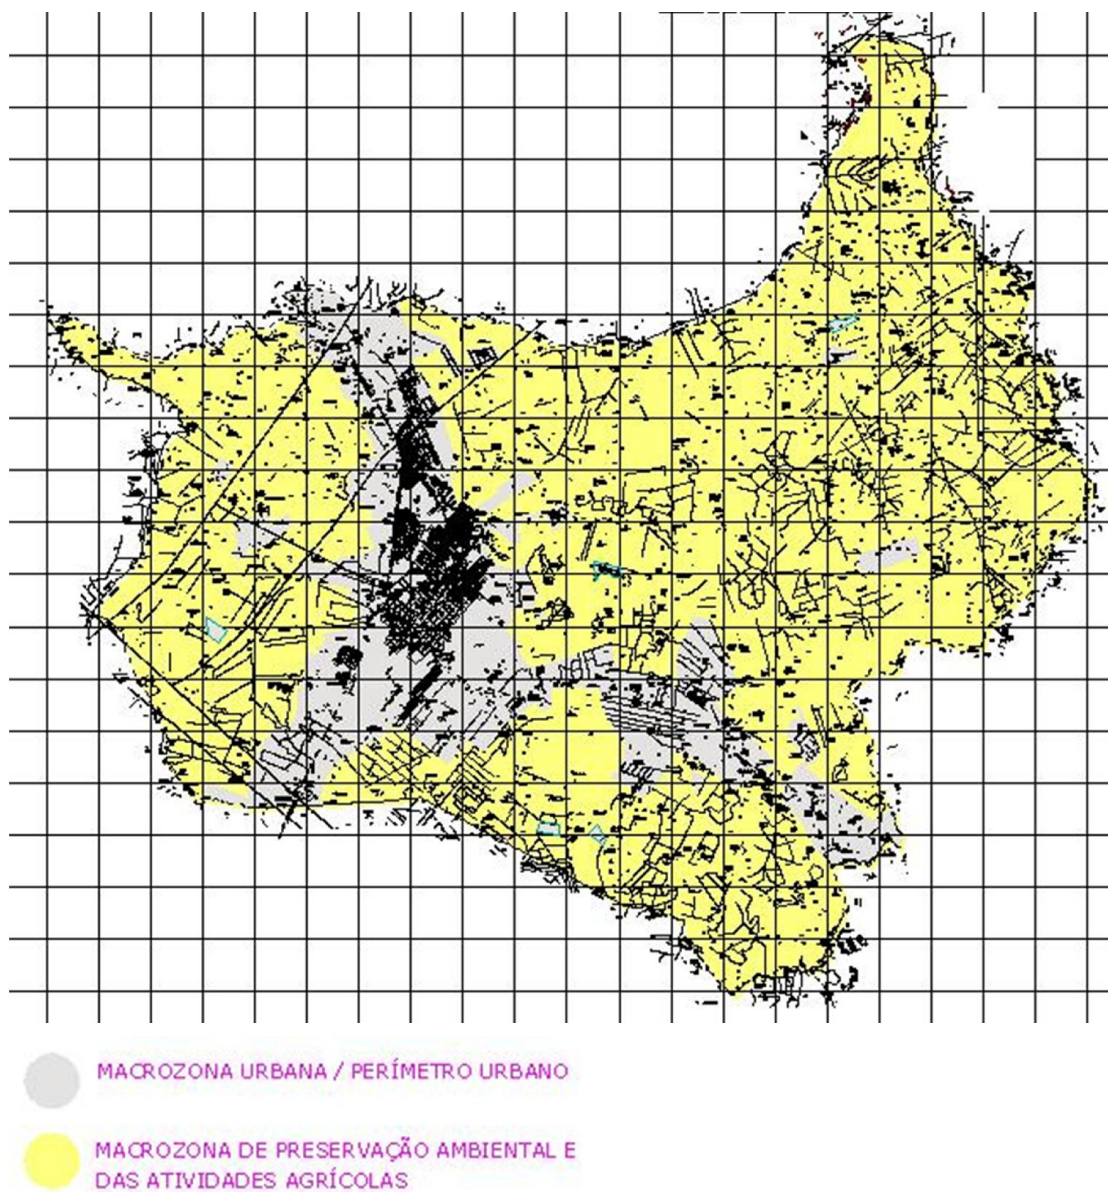 MACROZONA URBANA / PERÍMETRO URBANO
MACROZONA DE PRESERVAÇÃO AMBIENTAL E
DAS ATIVIDADES AGRÍCOLAS